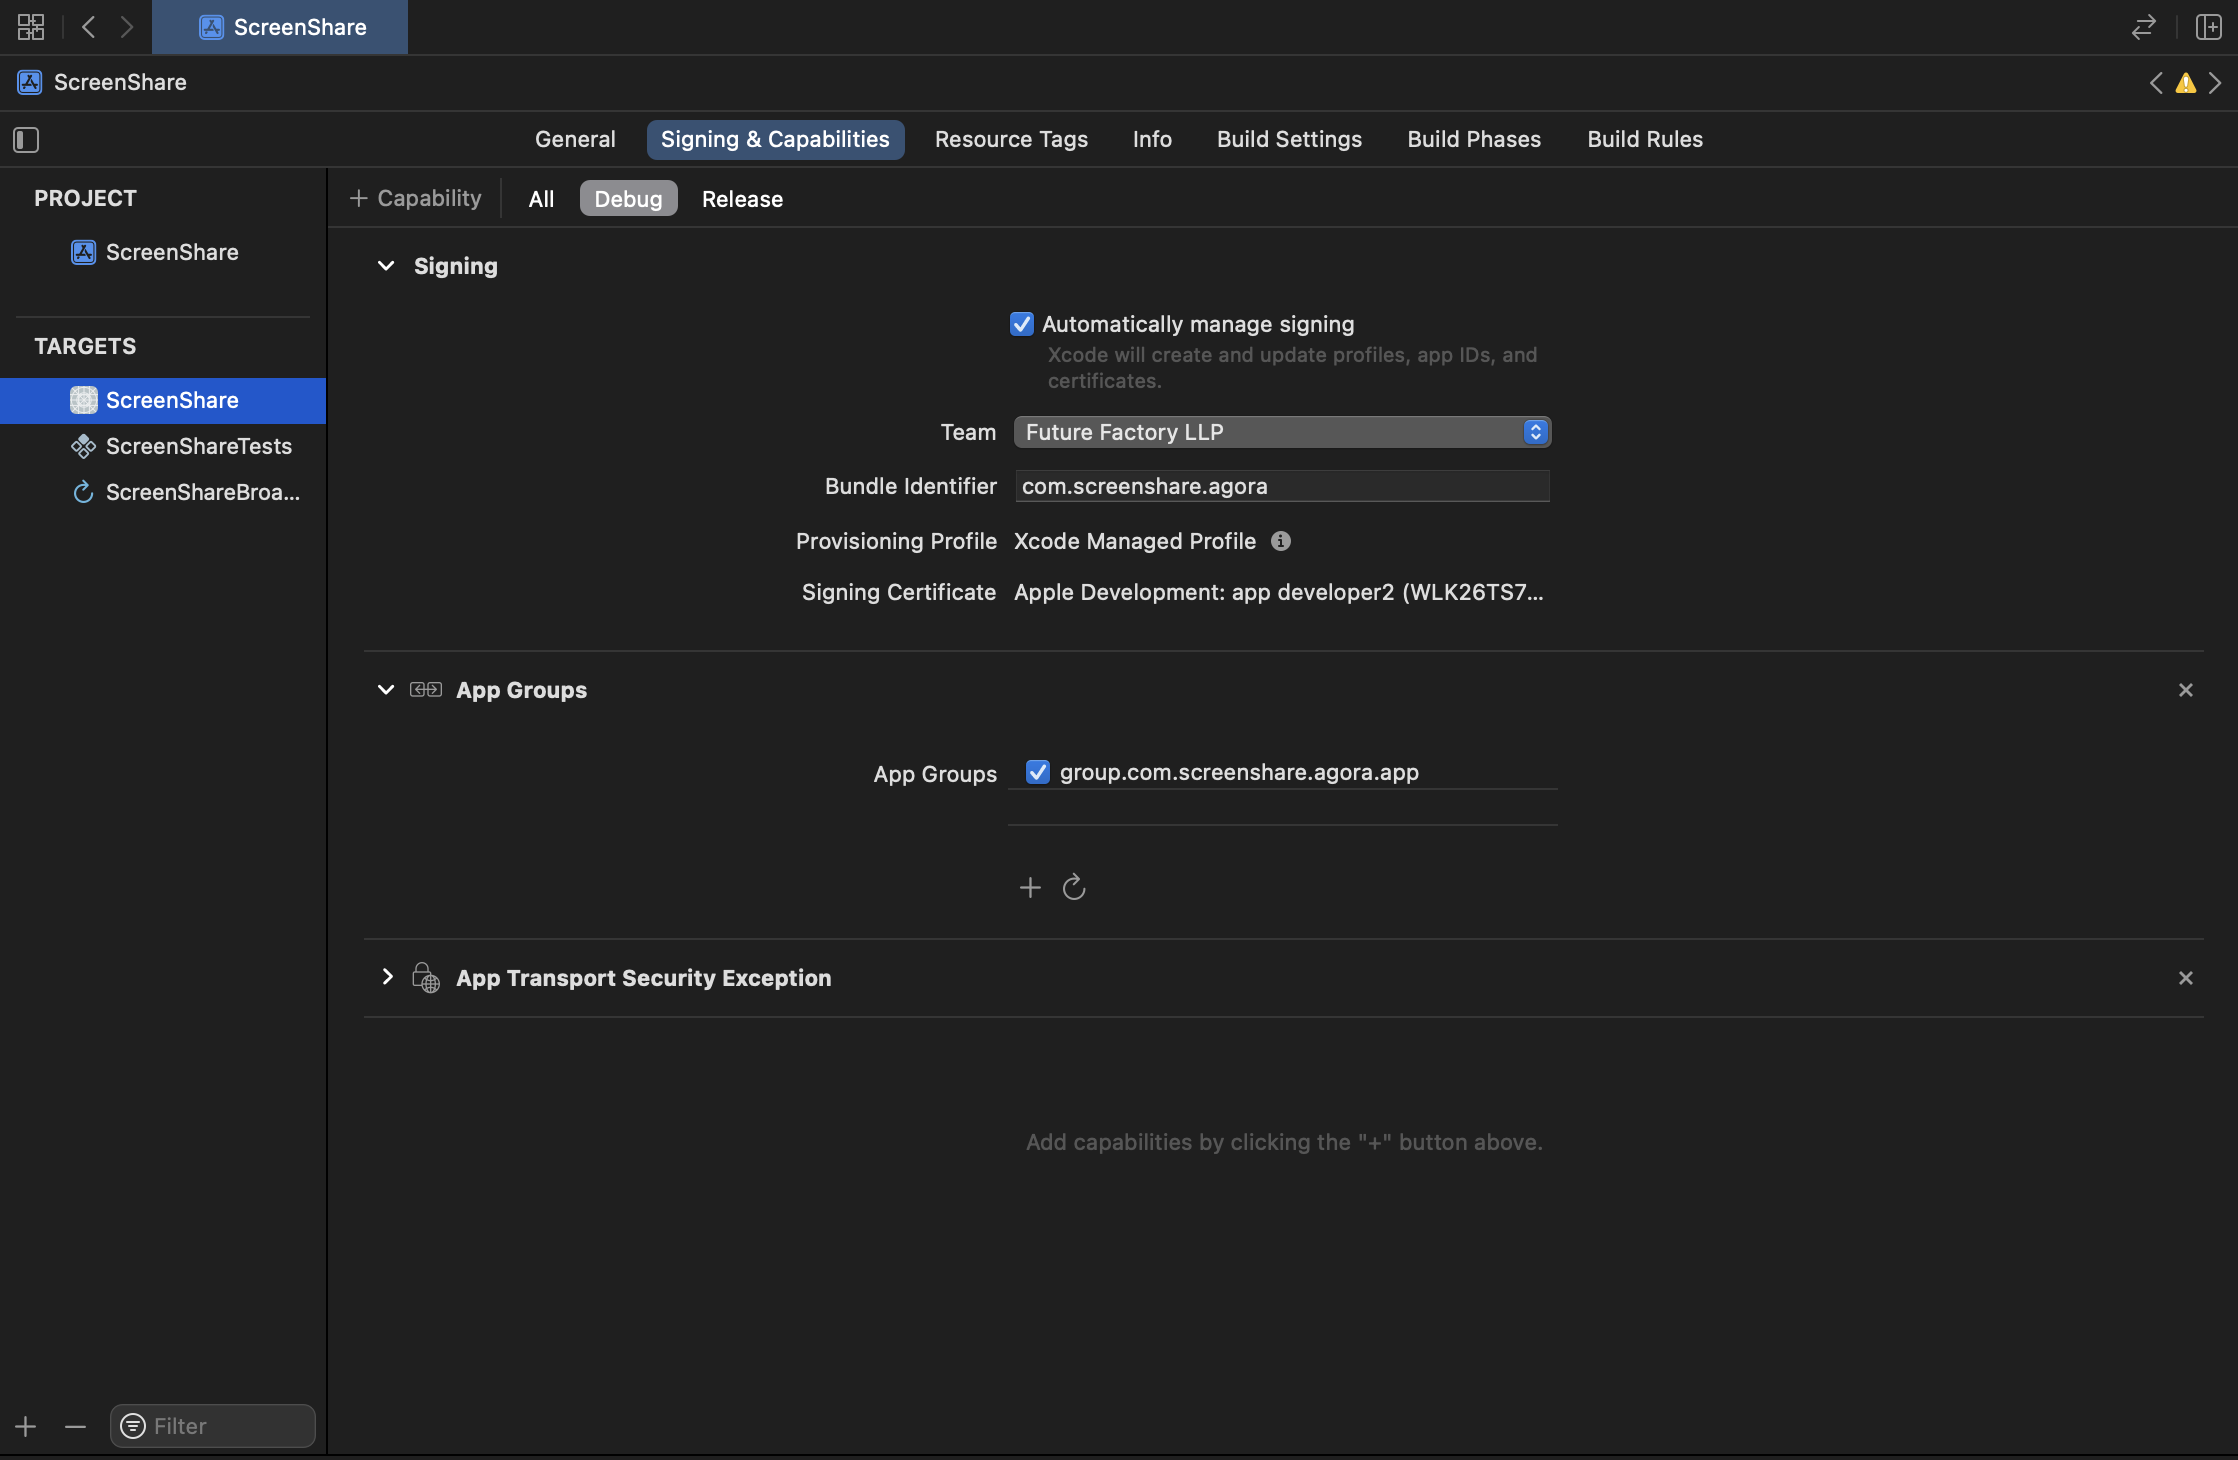 ScreenShare
ScreenShare
General Signing & Capabilities Resource Tags Info Build Settings Build Phases Build Rules
PROJECT
ScreenShare
TARGETS
ScreenShare
ScreenShareTests
ScreenShareBroa...
+ Capability All Debug Release
Signing
Automatically manage signing
Xcode will create and update profiles, app IDs, and
certificates.
Team Future Factory LLP
Bundle Identifier com.screenshare.agora
Provisioning Profile Xcode Managed Profile
Signing Certificate Apple Development: app developer2 (WLK26TS7...
App Groups
App Groups group.com.screenshare.agora.app
App Transport Security Exception
Add capabilities by clicking the "+" button above.
Filter